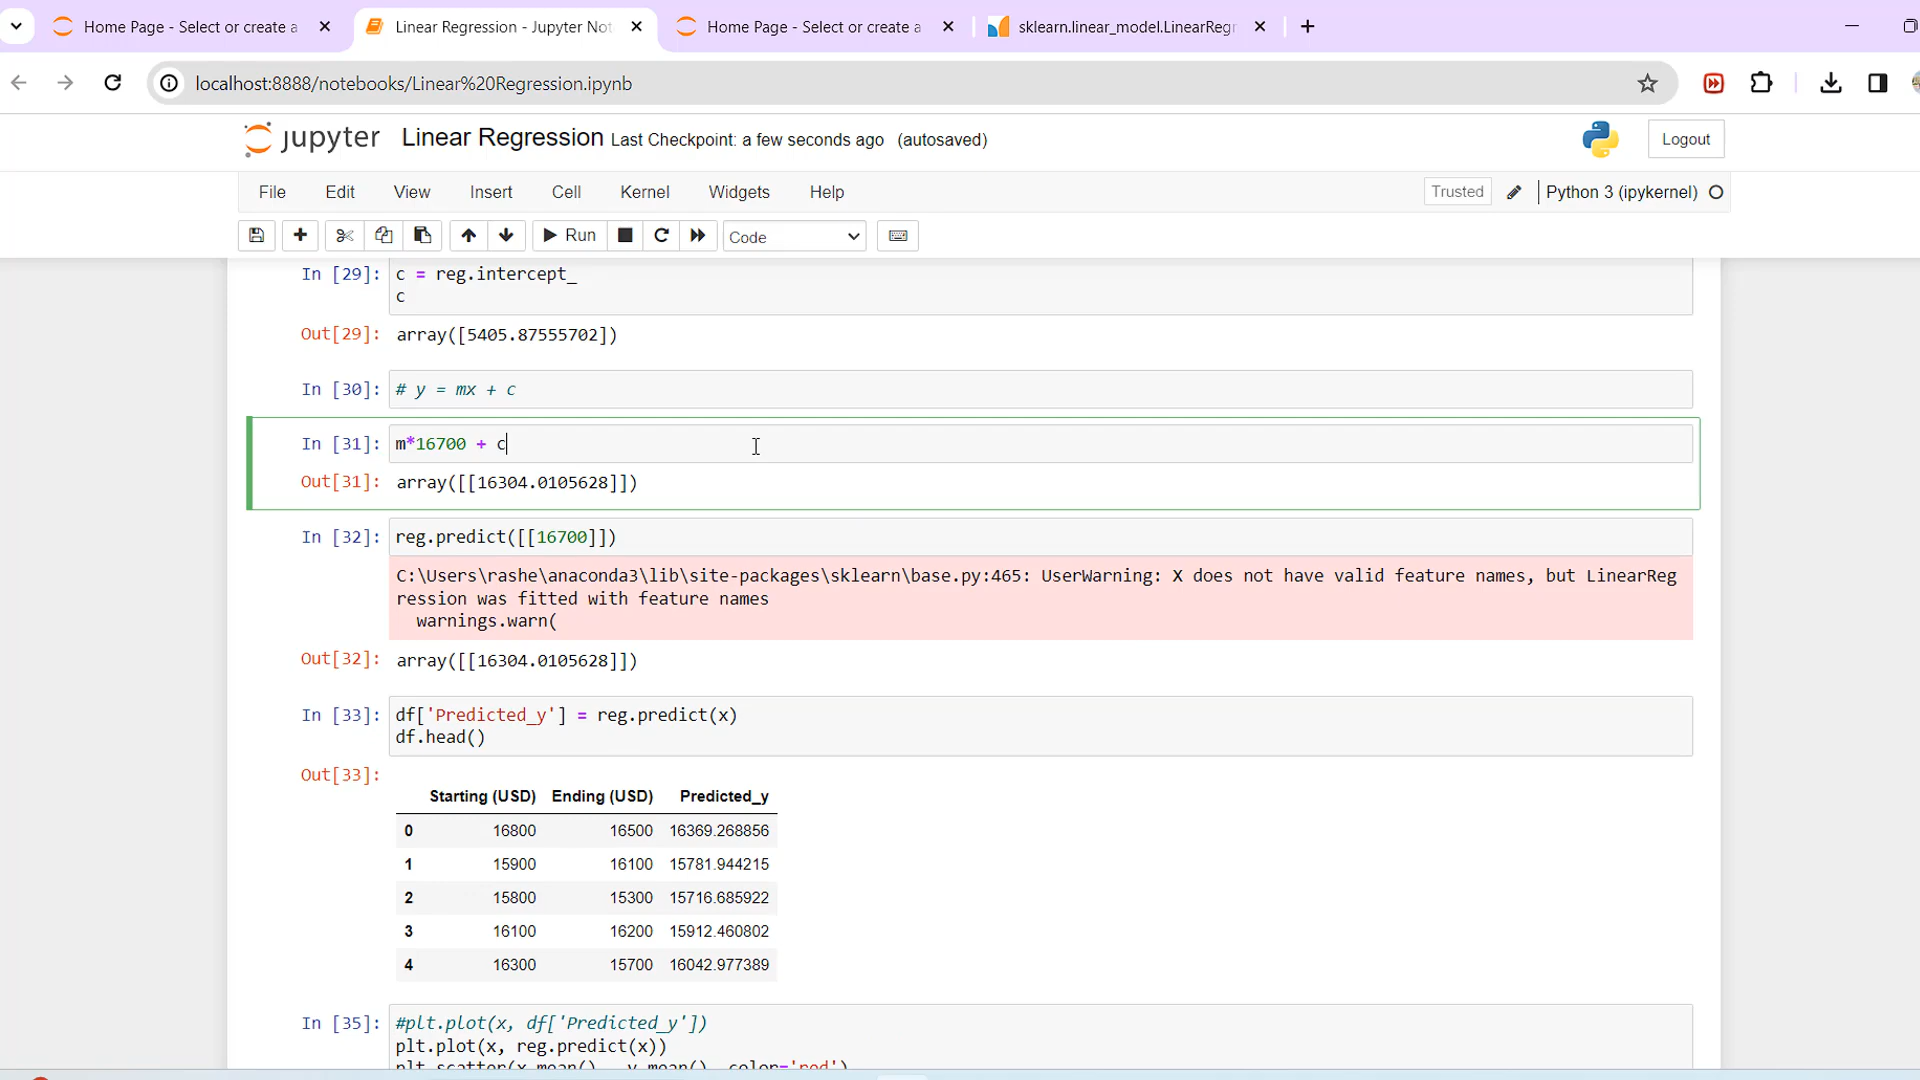 Home Page - Select or create a
Linear Regression - Jupyter Not
Home Page - Select or create a
sklearn.linear_model.LinearRegr
localhost:8888/notebooks/Linear%20Regression.ipynb
jupyter Linear Regression Last Checkpoint: a few seconds ago (autosaved)
Logout
File Edit View Insert Cell Kernel Widgets Help
Trusted
Python 3 (ipykernel)
Run
Code
In [29]: c = reg.intercept_
c
Out[29]: array([5405.87555702])
In [30]: # y = mx + c
In [31]: m*16700 + c
Out[31]: array([[16304.0105628]])
In [32]: reg.predict([[16700]])
C:\Users\rashe\anaconda3\lib\site-packages\sklearn\base.py:465: UserWarning: X does not have valid feature names, but LinearReg
ression was fitted with feature names
warnings.warn(
Out[32]: array([[16304.0105628]])
In [33]: df['Predicted_y'] = reg.predict(x)
df.head()
Out[33]:
Starting (USD) Ending (USD) Predicted_y
0 16800 16500 16369.268856
1 15900 16100 15781.944215
2 15800 15300 15716.685922
3 16100 16200 15912.460802
4 16300 15700 16042.977389
In [35]: #plt.plot(x, df['Predicted_y'])
plt.plot(x, reg.predict(x))
plt.scatter(x.mean(), y.mean(), color='red')